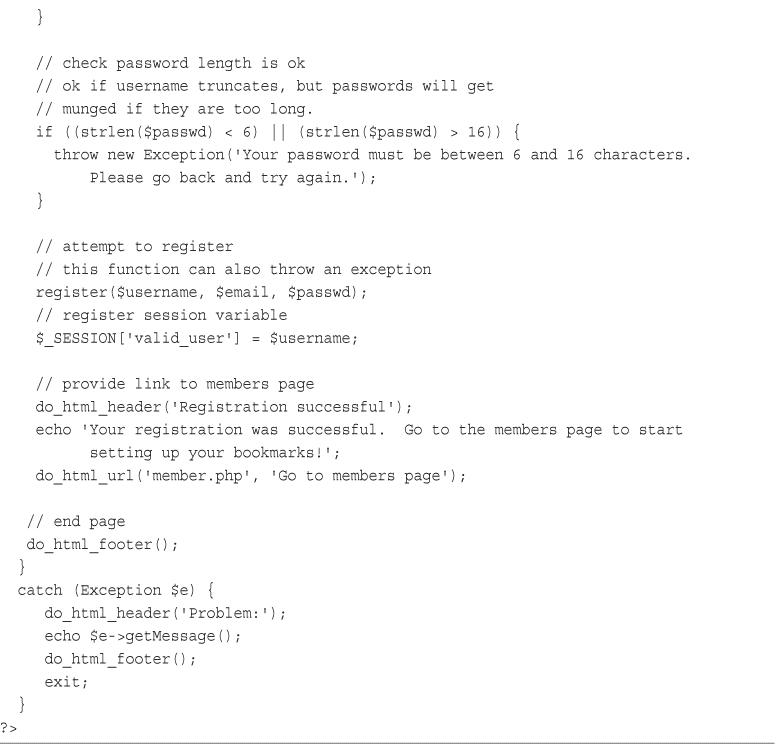 }
// check password length is ok
// ok if username truncates, but passwords will get
// munged if they are too long.
if ((strlen($passwd) < 6) || (strlen($passwd) > 16)) {
throw new Exception('Your password must be between 6 and 16 characters.
Please go back and try again.');
}
// attempt to register
// this function can also throw an exception
register($username, $email, $passwd);
// register session variable
$_SESSION['valid_user'] = $username;
// provide link to members page
do_html_header('Registration successful');
echo 'Your registration was successful.  Go to the members page to start
setting up your bookmarks!';
do_html_url('member.php', 'Go to members page');
// end page
do_html_footer();
}
catch (Exception $e) {
do_html_header('Problem:');
echo $e->getMessage();
do_html_footer();
exit;
}
?>